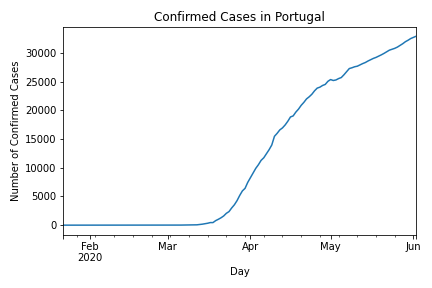 Confirmed Cases in Portugal
Number of Confirmed Cases
30000
25000
20000
15000
10000
5000
0
Feb Mar Apr May Jun
2020
Day